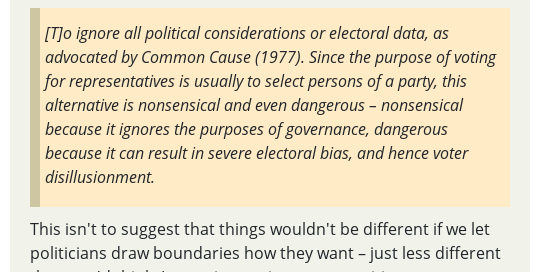 [T]o ignore all political considerations or electoral data, as
advocated by Common Cause (1977). Since the purpose of voting
for representatives is usually to select persons of a party, this
alternative is nonsensical and even dangerous – nonsensical
because it ignores the purposes of governance, dangerous
because it can result in severe electoral bias, and hence voter
disillusionment.
This isn't to suggest that things wouldn't be different if we let
politicians draw boundaries how they want – just less different